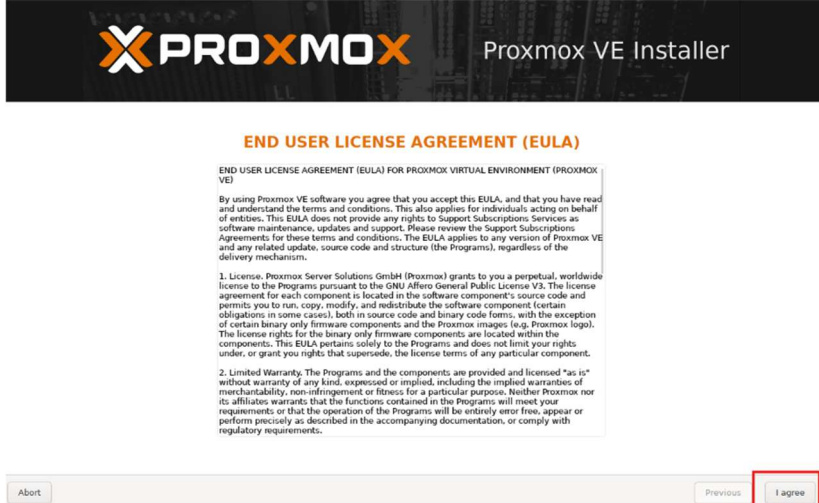 PROXMOX
Proxmox VE Installer
END USER LICENSE AGREEMENT (EULA)
END USER LICENSE AGREEMENT (EULA) FOR PROXMOX VIRTUAL ENVIRONMENT (PROXMOX
VE)
By using Proxmox VE software you agree that you accept this EULA, and that you have read
and understand the terms and conditions. This also applies for individuals acting on behalf
of entities. This EULA does not provide any rights to Support Subscriptions Services as
software maintenance, updates and support. Please review the Support Subscriptions
Agreements for these terms and conditions. The EULA applies to any version of Proxmox VE
and any related update, source code and structure (the Programs), regardless of the
delivery mechanism.
1. License. Proxmox Server Solutions GmbH (Proxmox) grants to you a perpetual, worldwide
license to the Programs pursuant to the GNU Affero General Public License V3. The license
agreement for each component is located in the software component's source code and
permits you to run, copy, modify, and redistribute the software component (certain
obligations in some cases), both in source code and binary code forms, with the exception
of certain binary only firmware components and the Proxmox images (e.g. Proxmox logo).
The license rights for the binary only firmware components are located within the
components. This EULA pertains solely to the Programs and does not limit your rights
under, or grant you rights that supersede, the license terms of any particular component.
2. Limited Warranty. The Programs and the components are provided and licensed "as is"
without warranty of any kind, expressed or implied, including the implied warranties of
merchantability, non-infringement or fitness for a particular purpose. Neither Proxmox nor
its affiliates warrants that the functions contained in the Programs will meet your
requirements or that the operation of the Programs will be entirely error free, appear or
perform precisely as described in the accompanying documentation, or comply with
regulatory requirements.
Abort
Previous
I agree